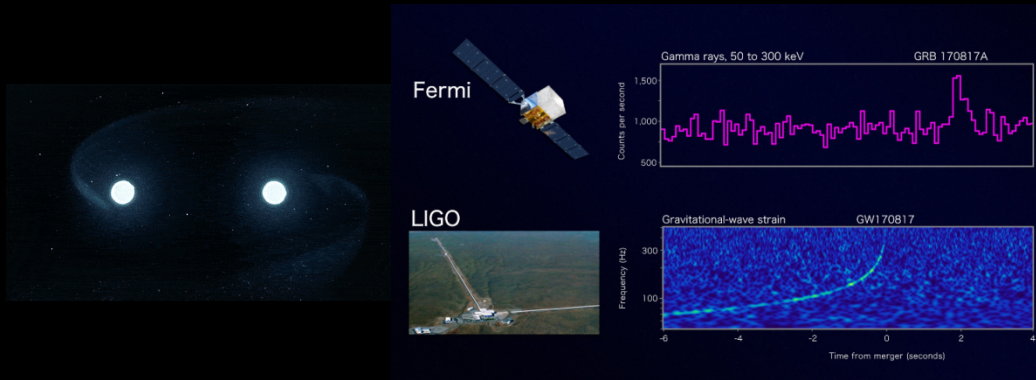 Fermi
Gamma rays, 50 to 300 keV
GRB 170817A
Counts per second
1,500
1,000
500
LIGO
Gravitational-wave strain
GW170817
Frequency (Hz)
300
100
-6 -4 -2 0 2 4
Time from merger (seconds)